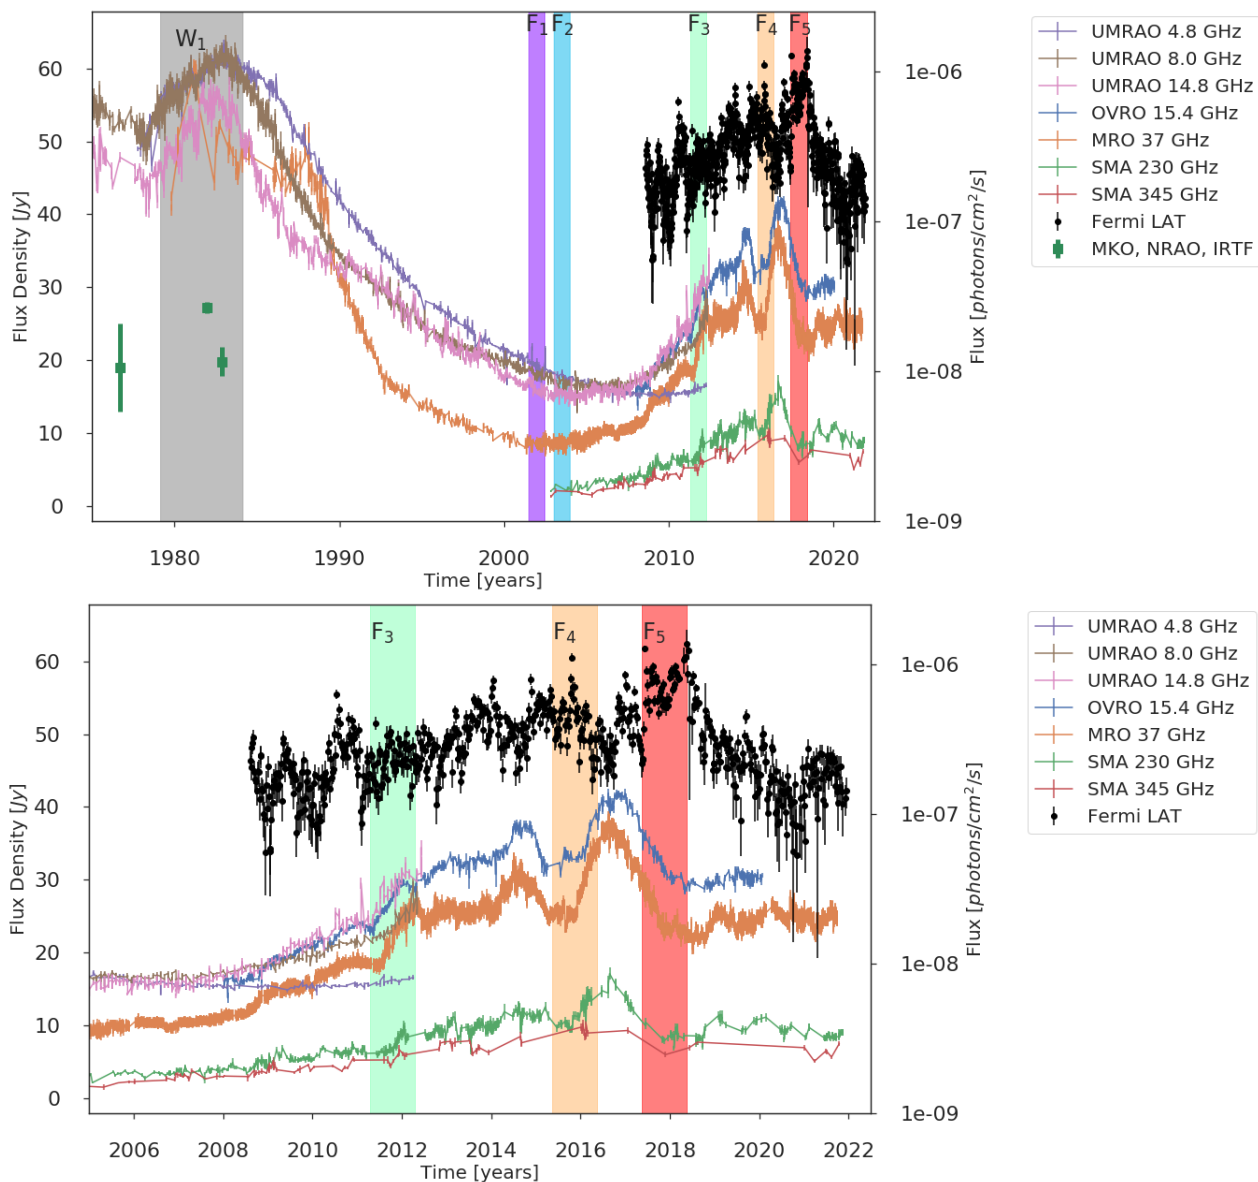 W₁
F₁
F₂
F₃
F₄
F₅
60
50
40
30
20
10
0
Flux Density [Jy]
1e-06
1e-07
1e-08
1e-09
Flux [photons/cm²/s]
1980
1990
2000
2010
2020
Time [years]
UMRAO 4.8 GHz
UMRAO 8.0 GHz
UMRAO 14.8 GHz
OVRO 15.4 GHz
MRO 37 GHz
SMA 230 GHz
SMA 345 GHz
Fermi LAT
MKO, NRAO, IRTF
F₃
F₄
F₅
60
50
40
30
20
10
0
Flux Density [Jy]
1e-06
1e-07
1e-08
1e-09
Flux [photons/cm²/s]
2006
2008
2010
2012
2014
2016
2018
2020
2022
Time [years]
UMRAO 4.8 GHz
UMRAO 8.0 GHz
UMRAO 14.8 GHz
OVRO 15.4 GHz
MRO 37 GHz
SMA 230 GHz
SMA 345 GHz
Fermi LAT